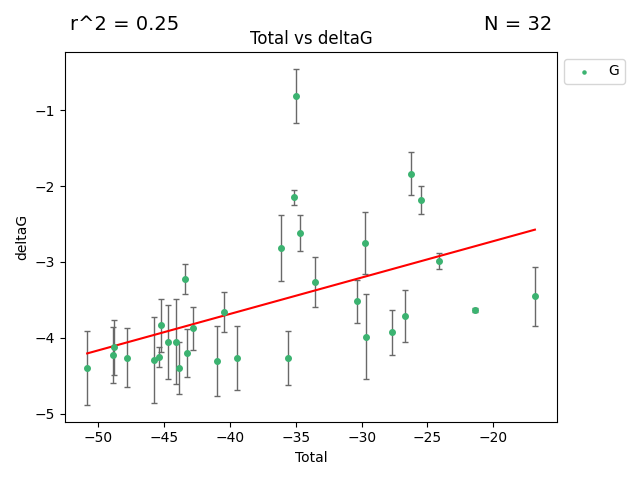 r^2 = 0.25
N = 32
Total vs deltaG
G
−1
−2
−3
−4
−5
deltaG
−50
−45
−40
−35
−30
−25
−20
Total